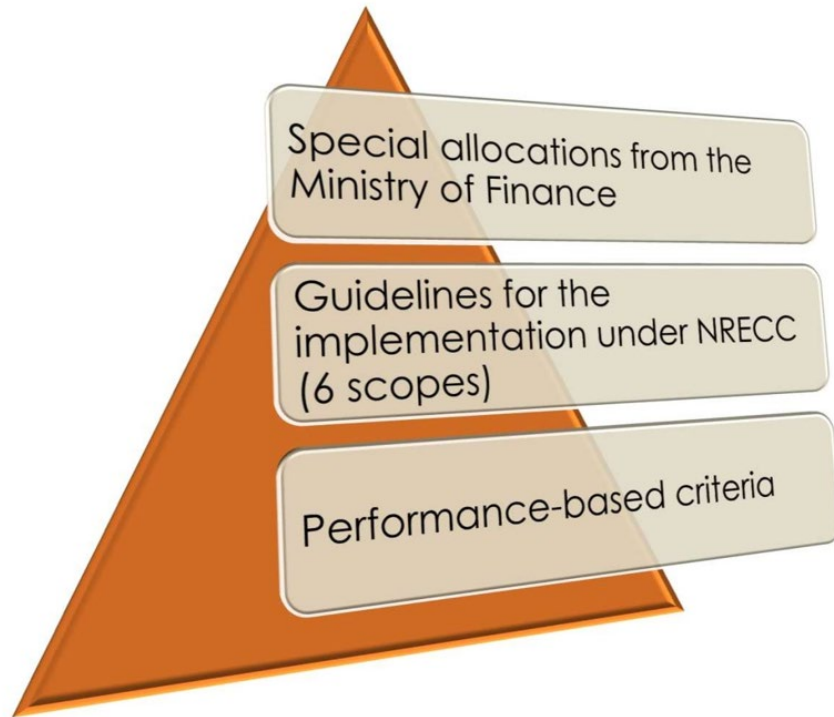 Special allocations from the
Ministry of Finance
Guidelines for the
implementation under NRECC
(6 scopes)
Performance-based criteria